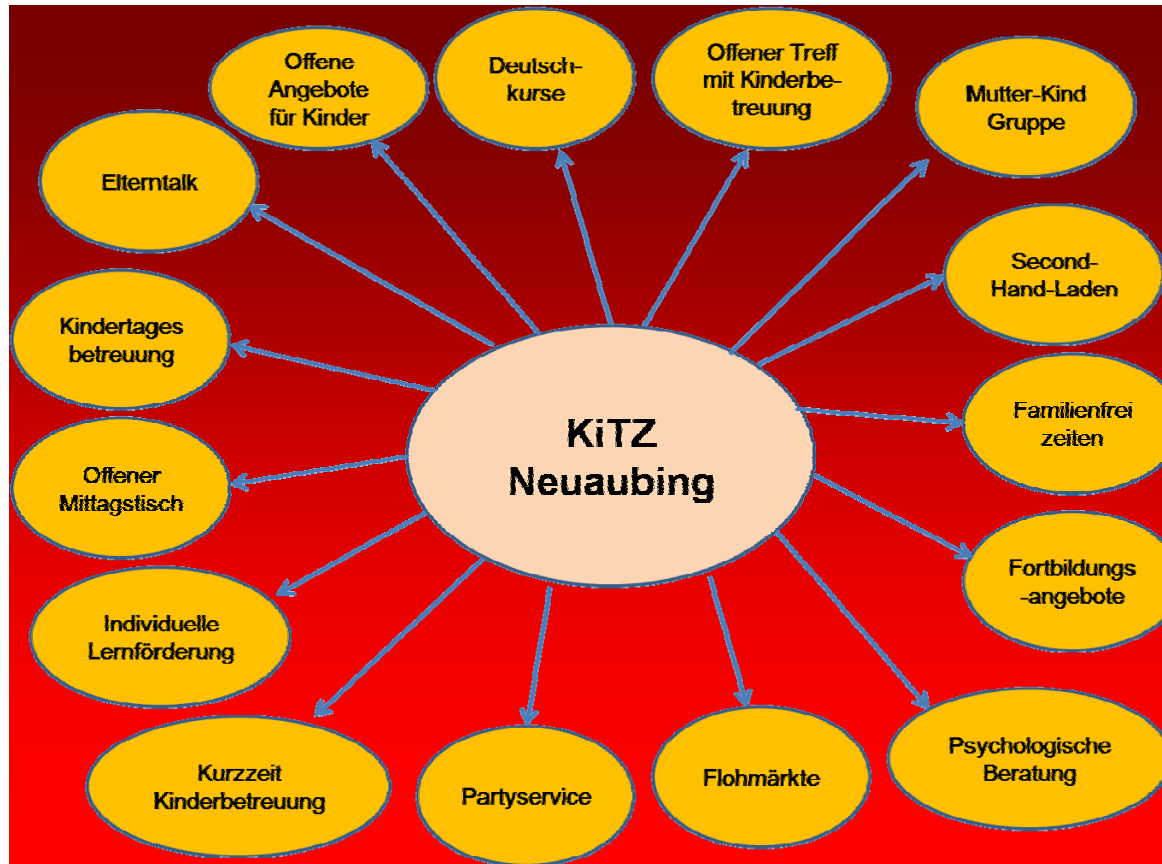 Offene
Angebote
für Kinder
Deutsch-
kurse
Offener Treff
mit Kinderbe-
treuung
Mutter-Kind
Gruppe
Elterntalk
Second-
Hand-Laden
Kindertages
betreuung
Familienfrei
zeiten
KiTZ
Neuaubing
Offener
Mittagstisch
Fortbildungs
-angebote
Individuelle
Lernförderung
Psychologische
Beratung
Kurzzeit
Kinderbetreuung
Partyservice
Flohmärkte